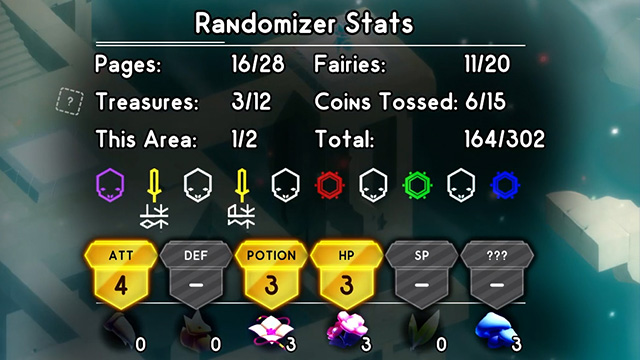 Randomizer Stats
Pages: 16/28 Fairies: 11/20
? Treasures: 3/12 Coins Tossed: 6/15
This Area: 1/2 Total: 164/302
ATT DEF POTION HP SP ???
4 - 3 3 - -
0 0 3 3 0 3